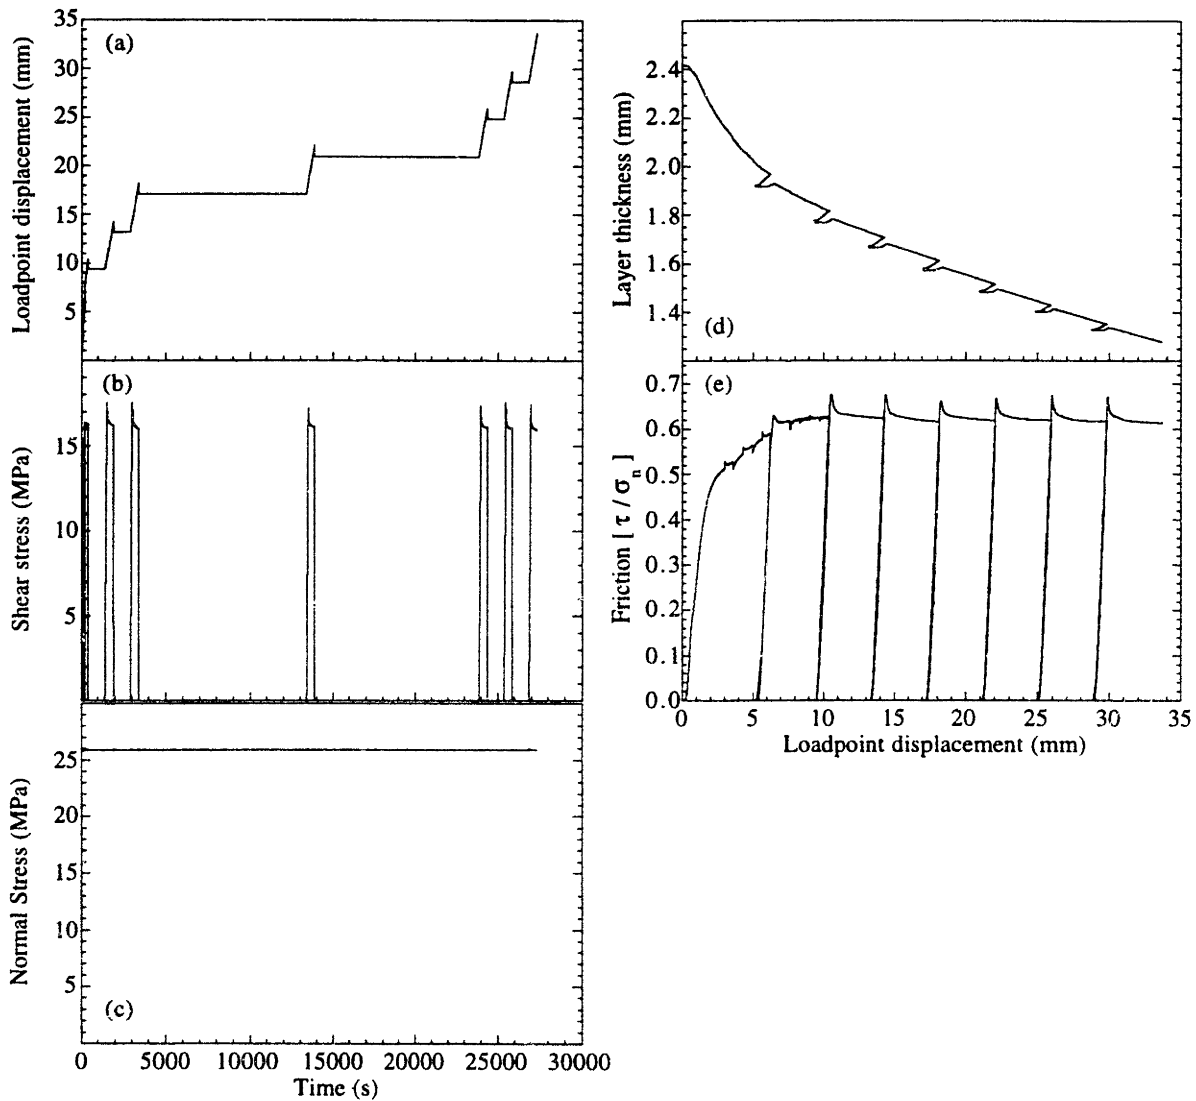 35
30
25
20
15
10
5
Loadpoint displacement (mm)
(a)
15
10
5
Shear stress (MPa)
(b)
25
20
15
10
5
Normal Stress (MPa)
(c)
0 5000 10000 15000 20000 25000 30000
Time (s)
2.4
2.2
2.0
1.8
1.6
1.4
Layer thickness (mm)
(d)
0.7
0.6
0.5
0.4
0.3
0.2
0.1
0.0
Friction [ τ / σn ]
(e)
0 5 10 15 20 25 30 35
Loadpoint displacement (mm)